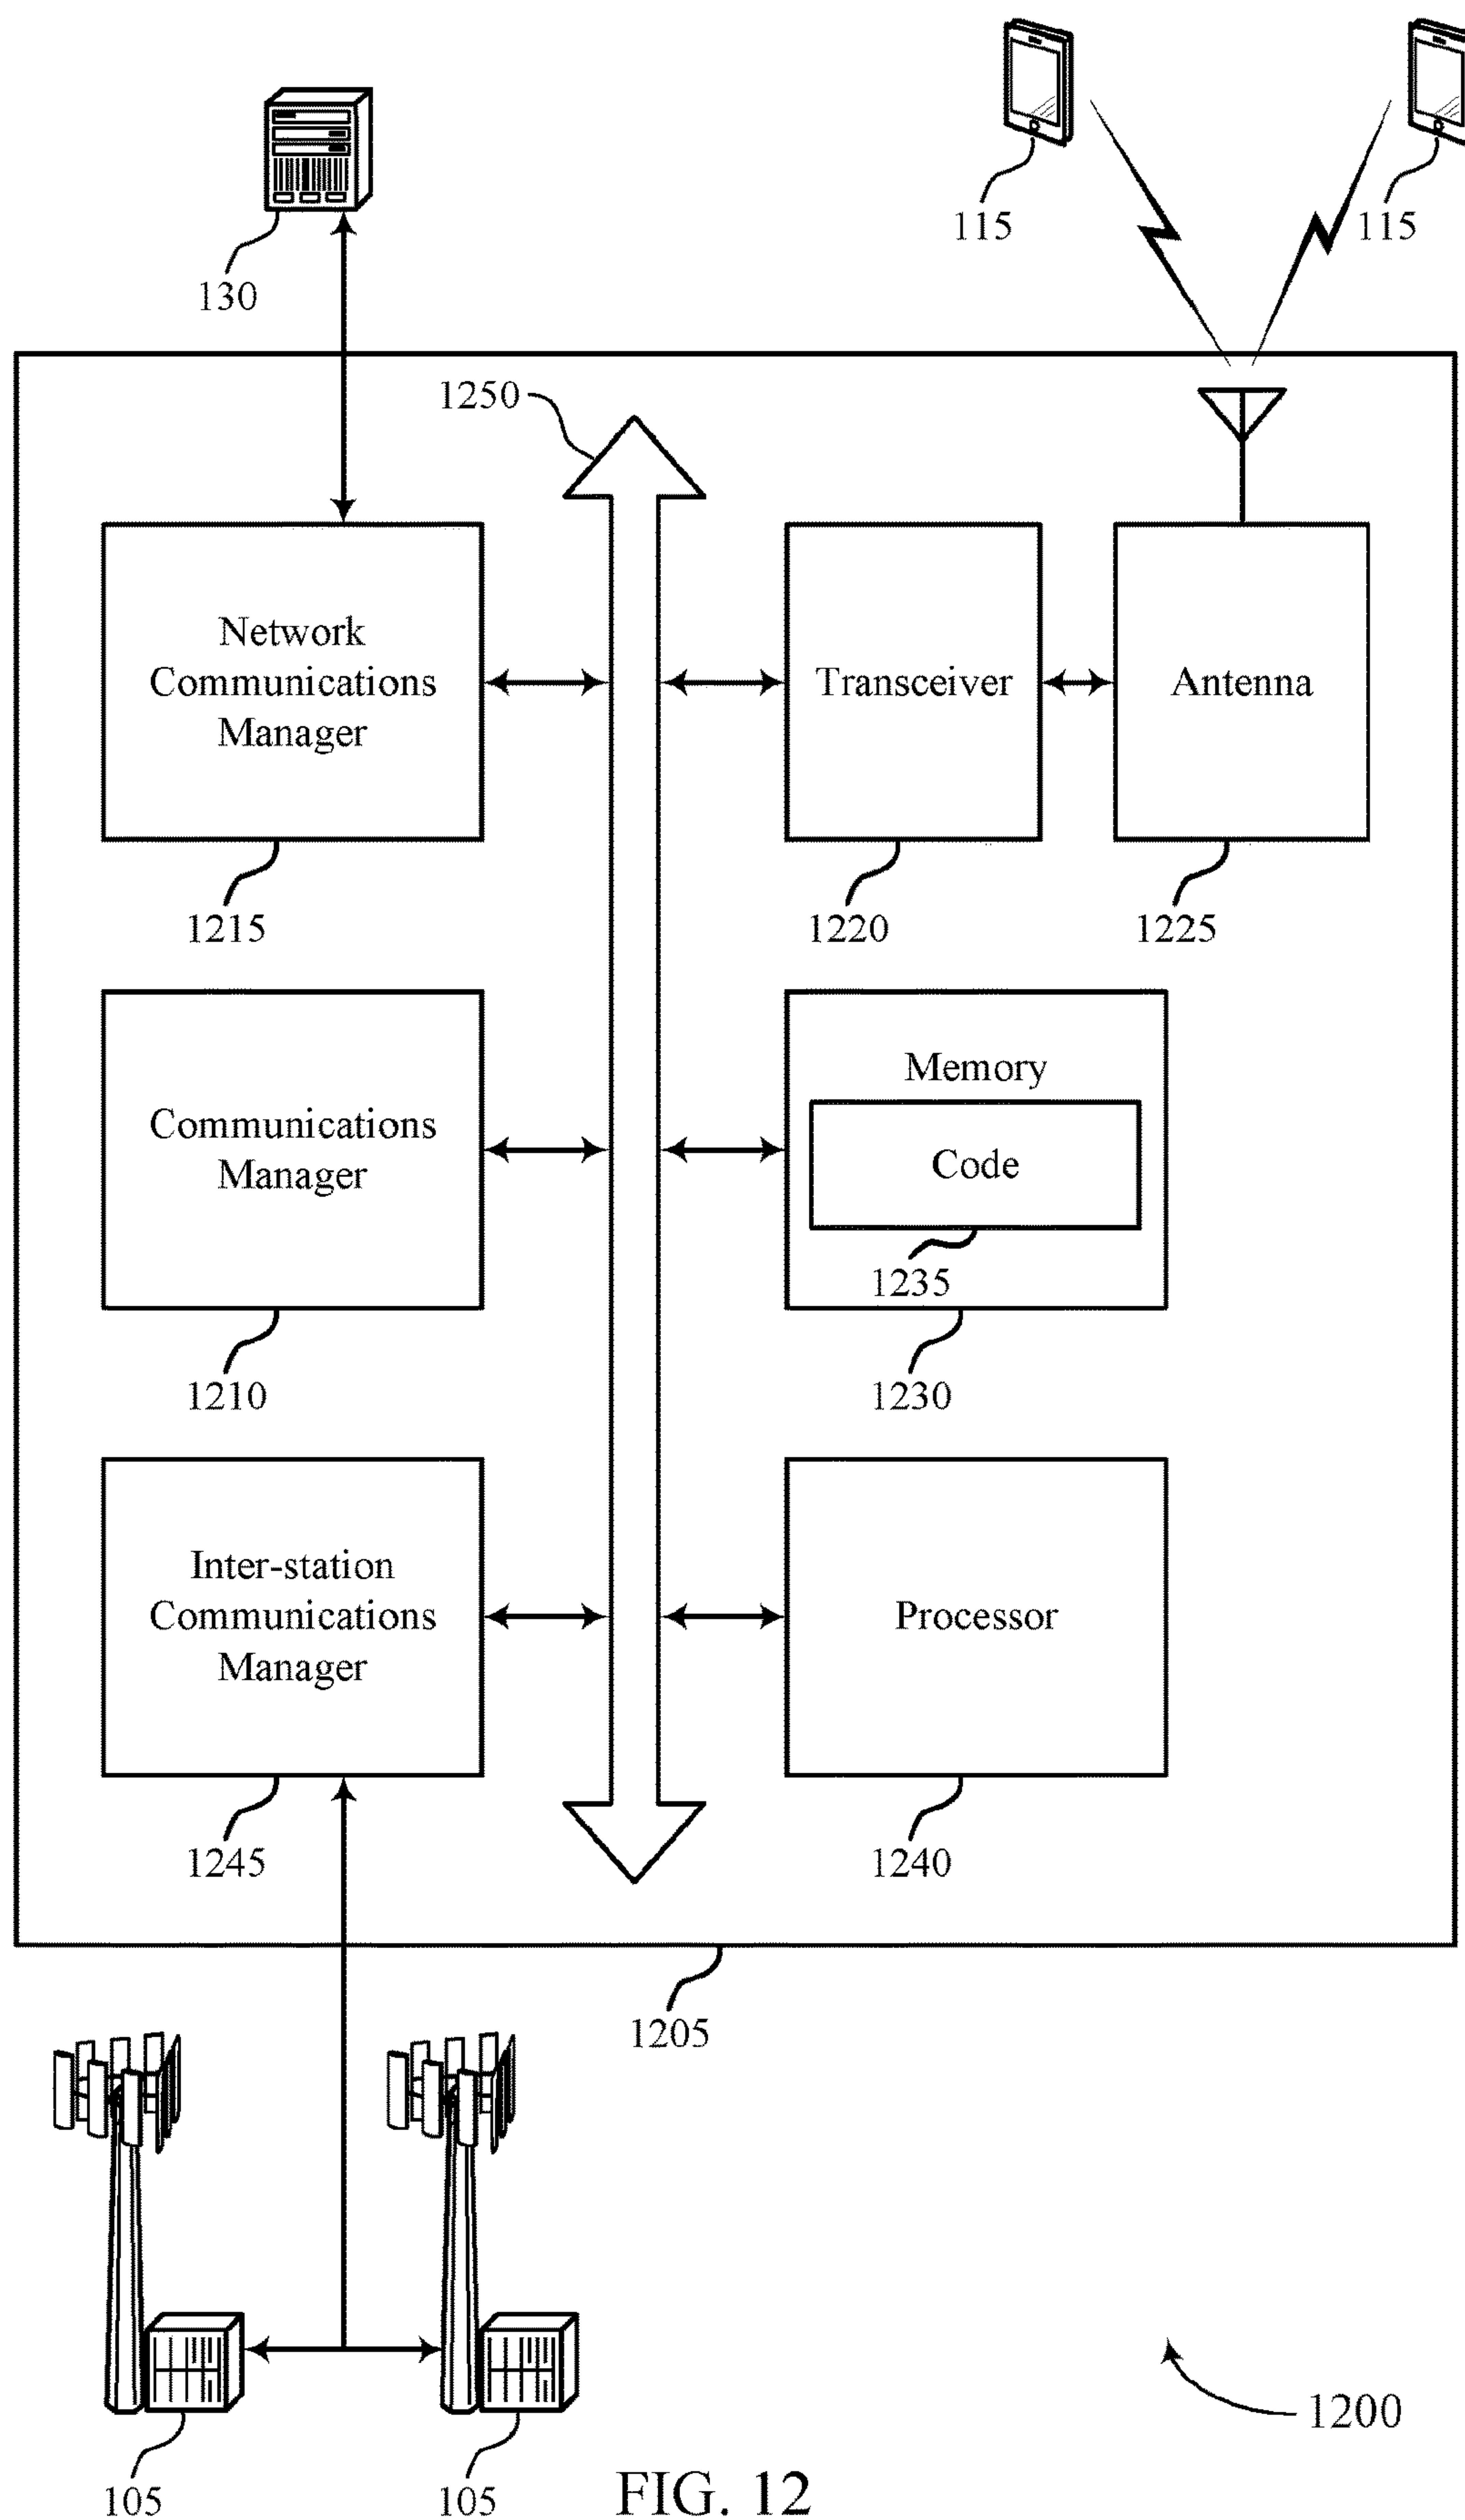 115
115
130
1250
Network
Communications
Manager
Transceiver
Antenna
1215
1220
1225
Communications
Manager
Memory
Code
1235
1210
1230
Inter-station
Communications
Manager
Processor
1245
1240
1205
1200
105
105
FIG. 12